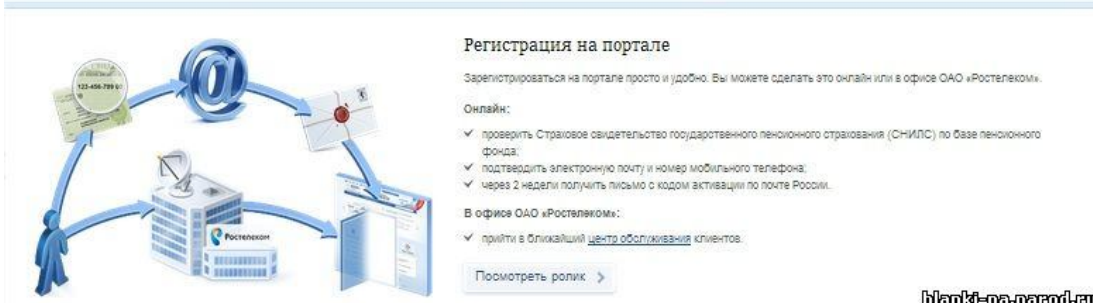 Регистрация на портале
Зарегистрироваться на портале просто и удобно. Вы можете сделать это онлайн или в офисе ОАО «Ростелеком».
Онлайн:
проверить Страховое свидетельство государственного пенсионного страхования (СНИЛС) по базе пенсионного
фонда;
подтвердить электронную почту и номер мобильного телефона;
через 2 недели получить письмо с кодом активации по почте России.
В офисе ОАО «Ростелеком»:
прийти в ближайший центр обслуживания клиентов.
Посмотреть ролик
123-456-789
@
Ростелеком
blanki-na.narod.ru